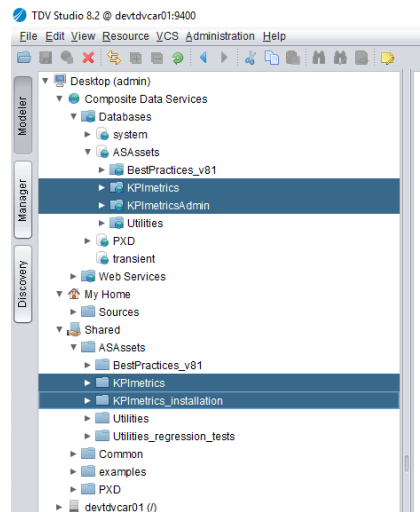 TDV Studio 8.2 @ devtdvcar01:9400
File Edit View Resource VCS Administration Help
Modeler
Manager
Discovery
Desktop (admin)
Composite Data Services
Databases
system
ASAssets
BestPractices_v81
KPImetrics
KPImetricsAdmin
Utilities
PXD
transient
Web Services
My Home
Sources
Shared
ASAssets
BestPractices_v81
KPImetrics
KPImetrics_installation
Utilities
Utilities_regression_tests
Common
examples
PXD
devtdvcar01 (/)